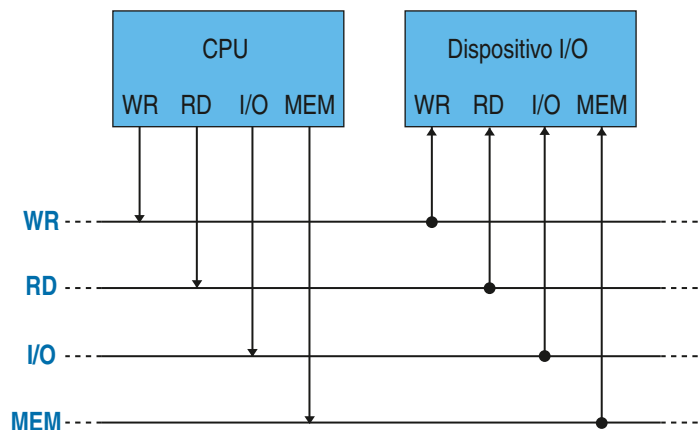 CPU
WR RD I/O MEM
Dispositivo I/O
WR RD I/O MEM
WR
RD
I/O
MEM